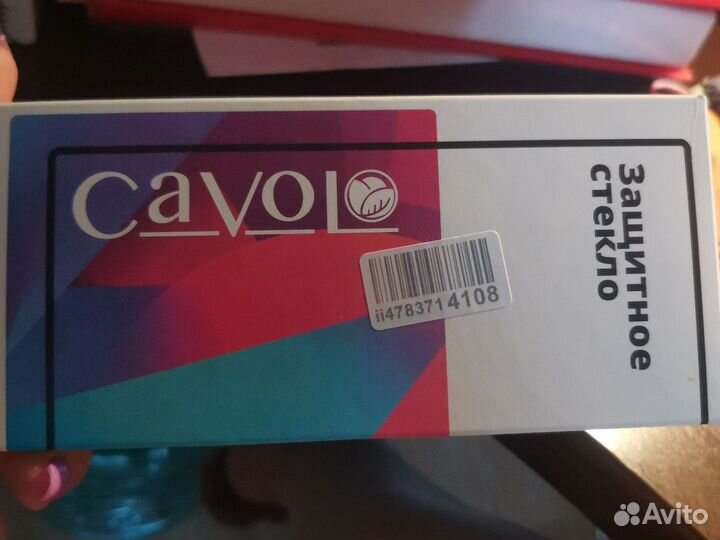 CAVOLO
ii4783714108
Защитное
стекло
Avito